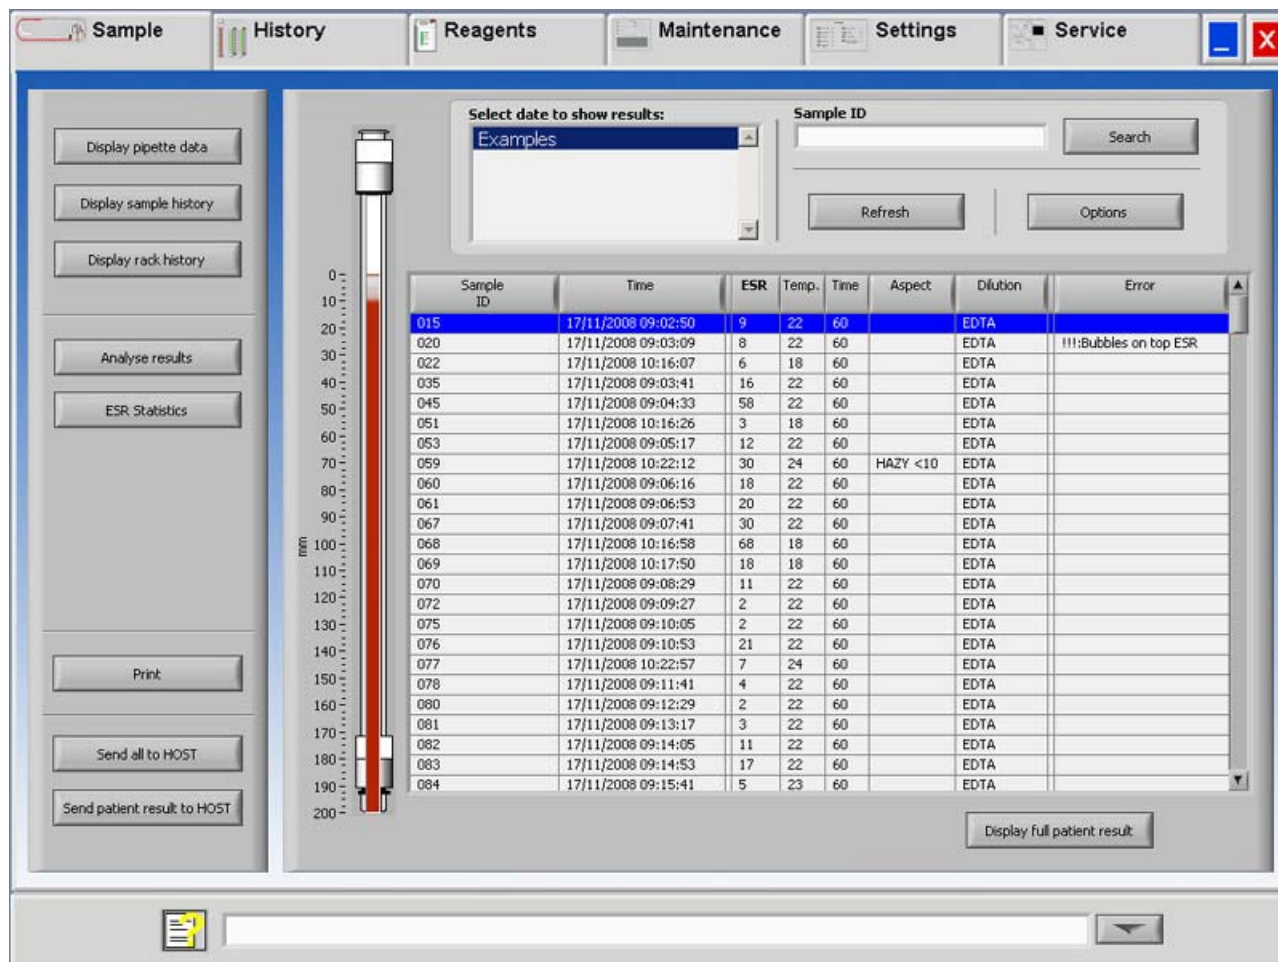 Sample History Reagents Maintenance Settings Service
Display pipette data
Display sample history
Display rack history
Analyse results
ESR Statistics
Print
Send all to HOST
Send patient result to HOST
0
10
20
30
40
50
60
70
80
90
mm 100
110
120
130
140
150
160
170
180
190
200
Select date to show results:
Examples
Sample ID
Search
Refresh Options
Sample ID Time ESR Temp. Time Aspect Dilution Error
015 17/11/2008 09:02:50 9 22 60 EDTA
020 17/11/2008 09:03:09 8 22 60 EDTA !!!:Bubbles on top ESR
022 17/11/2008 10:16:07 6 18 60 EDTA
035 17/11/2008 09:03:41 16 22 60 EDTA
045 17/11/2008 09:04:33 58 22 60 EDTA
051 17/11/2008 10:16:26 3 18 60 EDTA
053 17/11/2008 09:05:17 12 22 60 EDTA
059 17/11/2008 10:22:12 30 24 60 HAZY <10 EDTA
060 17/11/2008 09:06:16 18 22 60 EDTA
061 17/11/2008 09:06:53 20 22 60 EDTA
067 17/11/2008 09:07:41 30 22 60 EDTA
068 17/11/2008 10:16:58 68 18 60 EDTA
069 17/11/2008 10:17:50 18 18 60 EDTA
070 17/11/2008 09:08:29 11 22 60 EDTA
072 17/11/2008 09:09:27 2 22 60 EDTA
075 17/11/2008 09:10:05 2 22 60 EDTA
076 17/11/2008 09:10:53 21 22 60 EDTA
077 17/11/2008 10:22:57 7 24 60 EDTA
078 17/11/2008 09:11:41 4 22 60 EDTA
080 17/11/2008 09:12:29 2 22 60 EDTA
081 17/11/2008 09:13:17 3 22 60 EDTA
082 17/11/2008 09:14:05 11 22 60 EDTA
083 17/11/2008 09:14:53 17 22 60 EDTA
084 17/11/2008 09:15:41 5 23 60 EDTA
Display full patient result